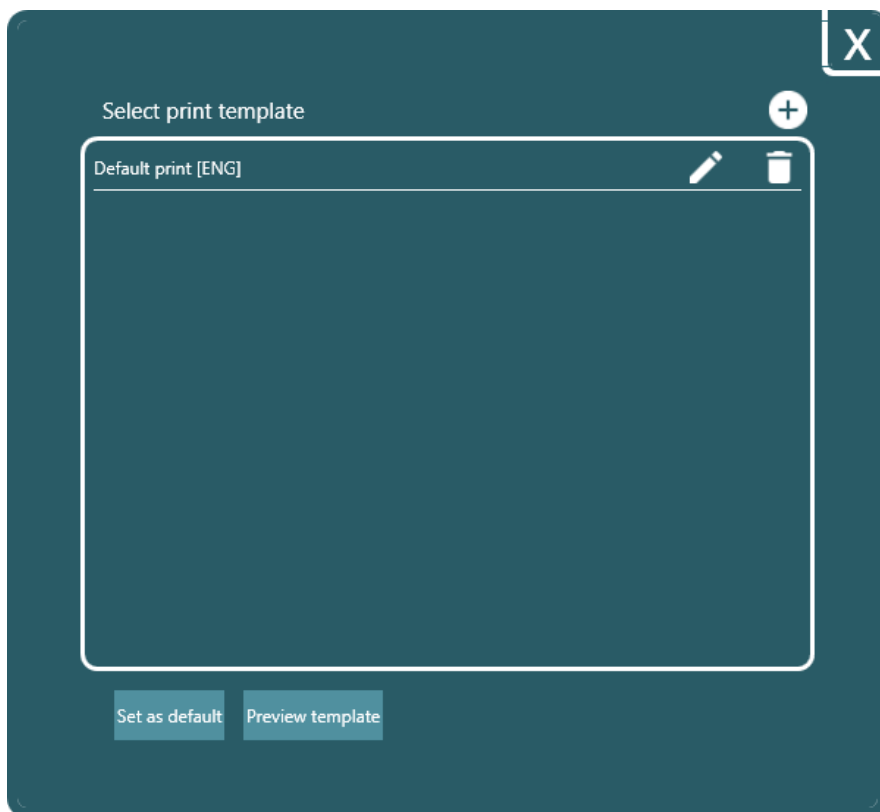 X
Select print template
Default print [ENG]
Set as default
Preview template